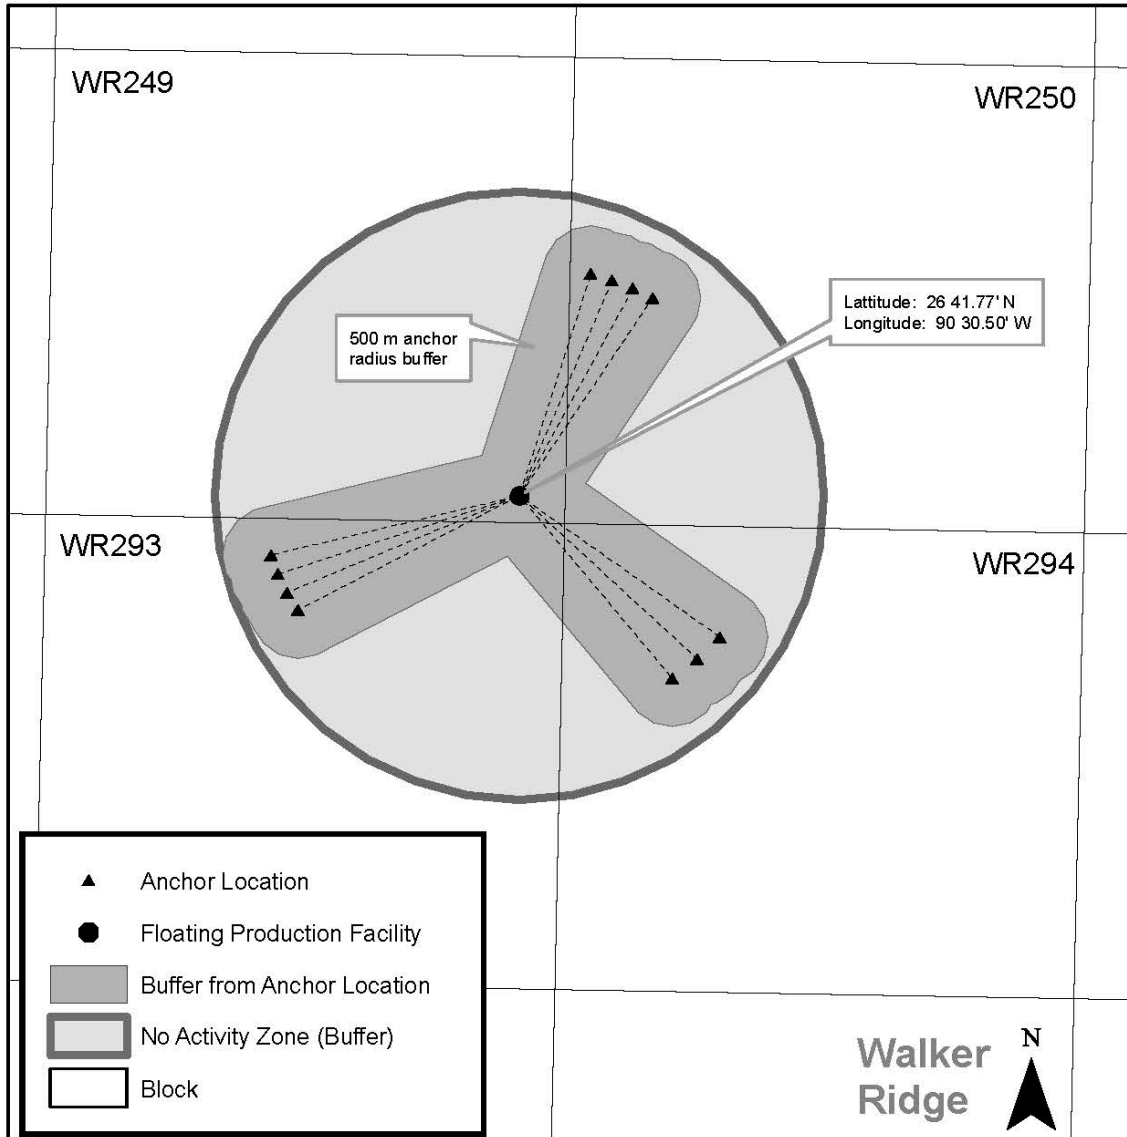 WR249
WR250
500 m anchor
radius buffer
Lattitude: 26 41.77' N
Longitude: 90 30.50' W
WR293
WR294
Anchor Location
Floating Production Facility
Buffer from Anchor Location
No Activity Zone (Buffer)
Block
Walker
Ridge
N